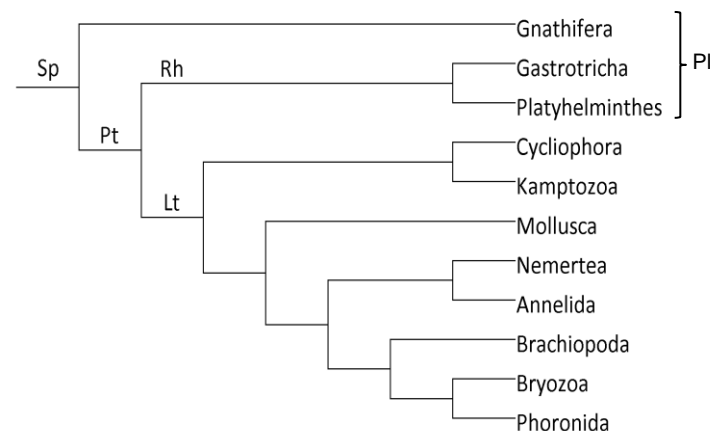 Gnathifera
Sp
Rh
Gastrotricha
Pl
Platyhelminthes
Pt
Cycliophora
Kamptozoa
Lt
Mollusca
Nemertea
Annelida
Brachiopoda
Bryozoa
Phoronida